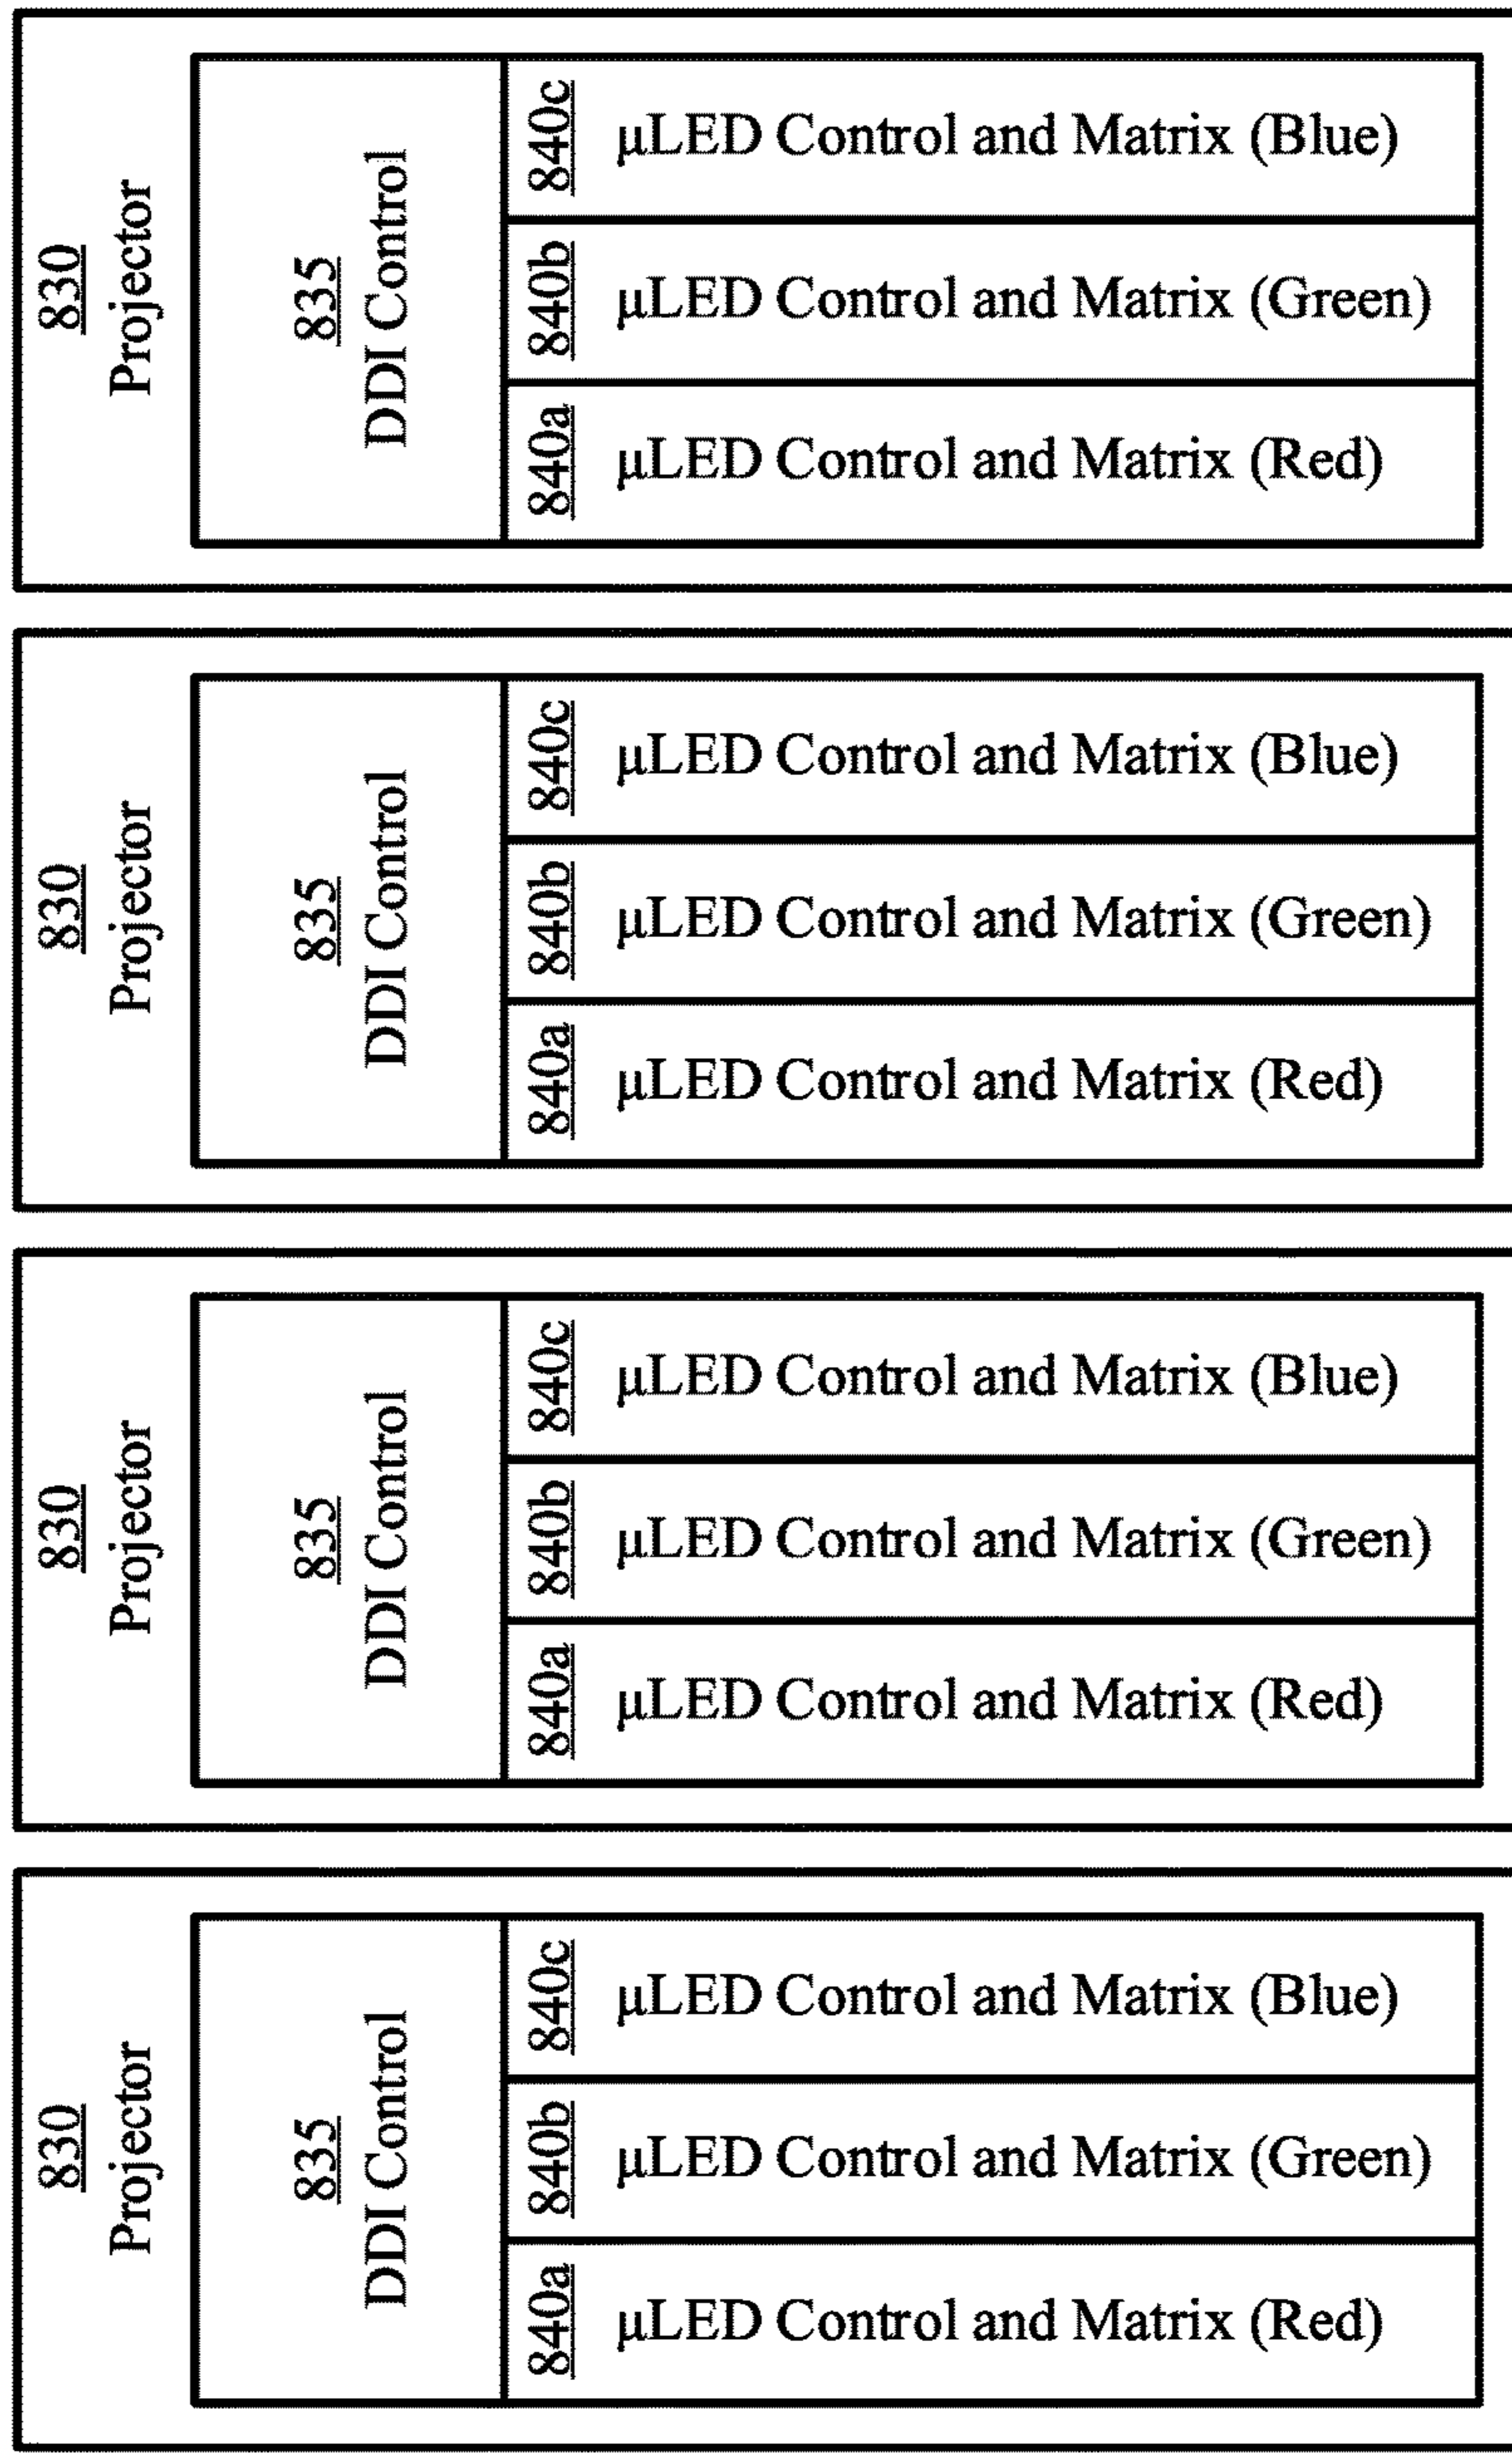 830
Projector
835
DDI Control
840c
µLED Control and Matrix (Blue)
840b
µLED Control and Matrix (Green)
840a
µLED Control and Matrix (Red)
830
Projector
835
DDI Control
840c
µLED Control and Matrix (Blue)
840b
µLED Control and Matrix (Green)
840a
µLED Control and Matrix (Red)
830
Projector
835
DDI Control
840c
µLED Control and Matrix (Blue)
840b
µLED Control and Matrix (Green)
840a
µLED Control and Matrix (Red)
830
Projector
835
DDI Control
840c
µLED Control and Matrix (Blue)
840b
µLED Control and Matrix (Green)
840a
µLED Control and Matrix (Red)